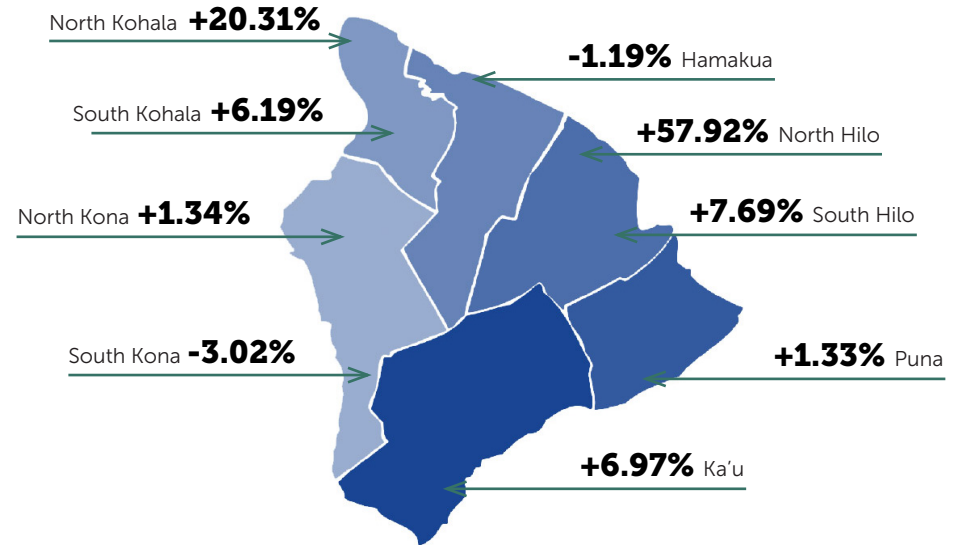 North Kohala +20.31%
-1.19% Hamakua
South Kohala +6.19%
+57.92% North Hilo
North Kona +1.34%
+7.69% South Hilo
South Kona -3.02%
+1.33% Puna
+6.97% Ka’u